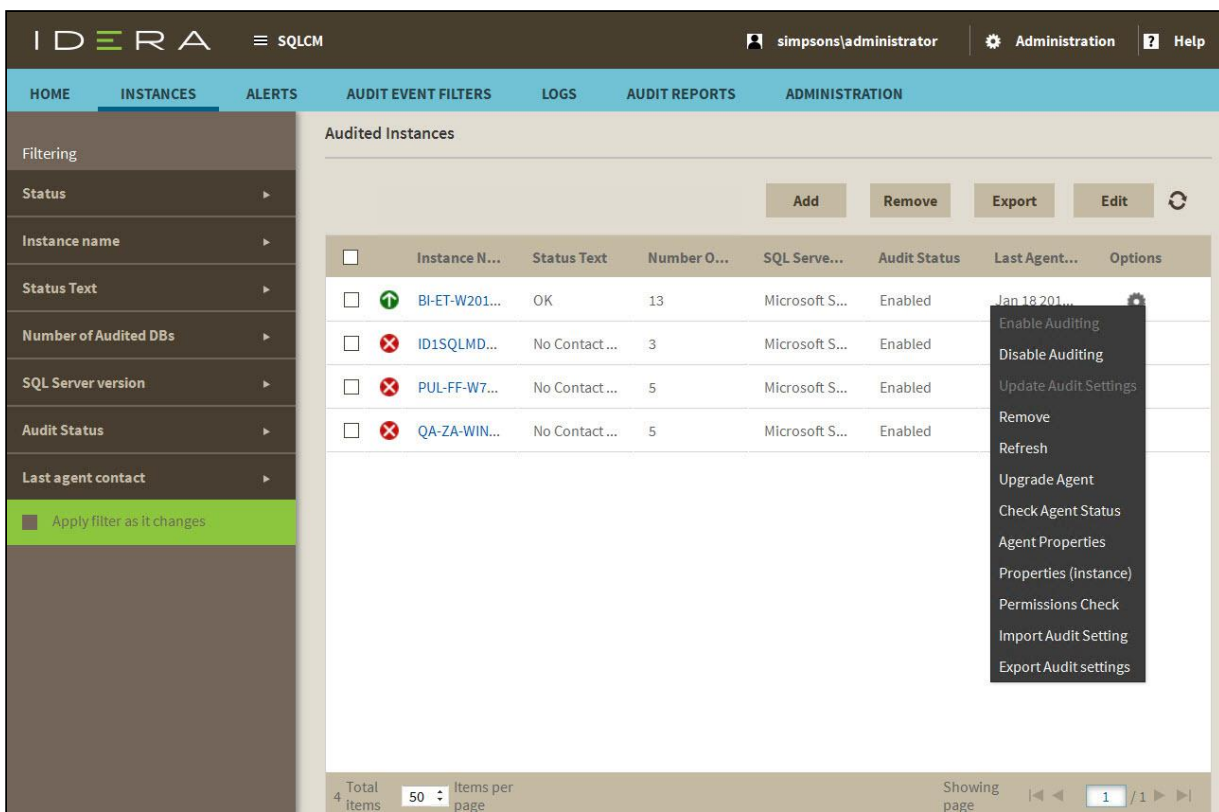 IDERA
≡ SQLCM
simpsons\administrator
Administration
? Help
HOME INSTANCES ALERTS AUDIT EVENT FILTERS LOGS AUDIT REPORTS ADMINISTRATION
Filtering
Status
Instance name
Status Text
Number of Audited DBs
SQL Server version
Audit Status
Last agent contact
Apply filter as it changes
Audited Instances
Add Remove Export Edit
Instance N... Status Text Number O... SQL Serve... Audit Status Last Agent... Options
BI-ET-W201... OK 13 Microsoft S... Enabled Jan 18 201...
ID1SQLMD... No Contact ... 3 Microsoft S... Enabled
PUL-FF-W7... No Contact ... 5 Microsoft S... Enabled
QA-ZA-WIN... No Contact ... 5 Microsoft S... Enabled
Enable Auditing
Disable Auditing
Update Audit Settings
Remove
Refresh
Upgrade Agent
Check Agent Status
Agent Properties
Properties (instance)
Permissions Check
Import Audit Setting
Export Audit settings
4 Total items 50 Items per page
Showing page 1 / 1